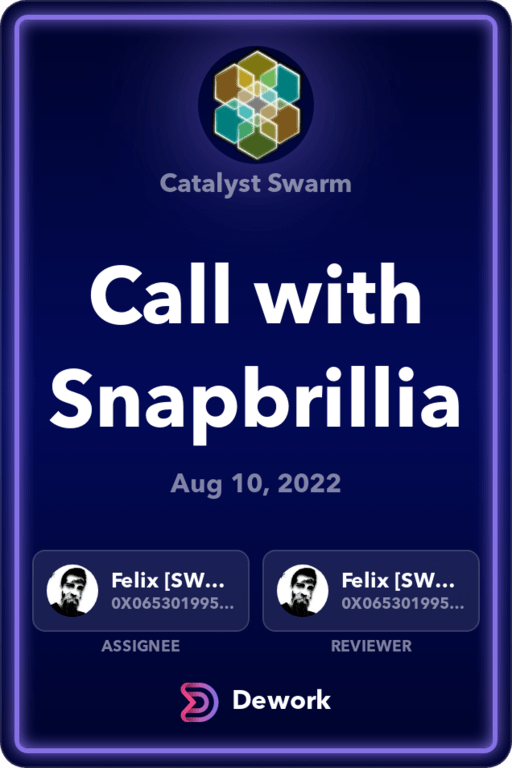 Catalyst Swarm
Call with
Snapbrillia
Aug 10, 2022
Felix [SW...
0X065301995...
ASSIGNEE
Felix [SW...
0X065301995...
REVIEWER
Dework